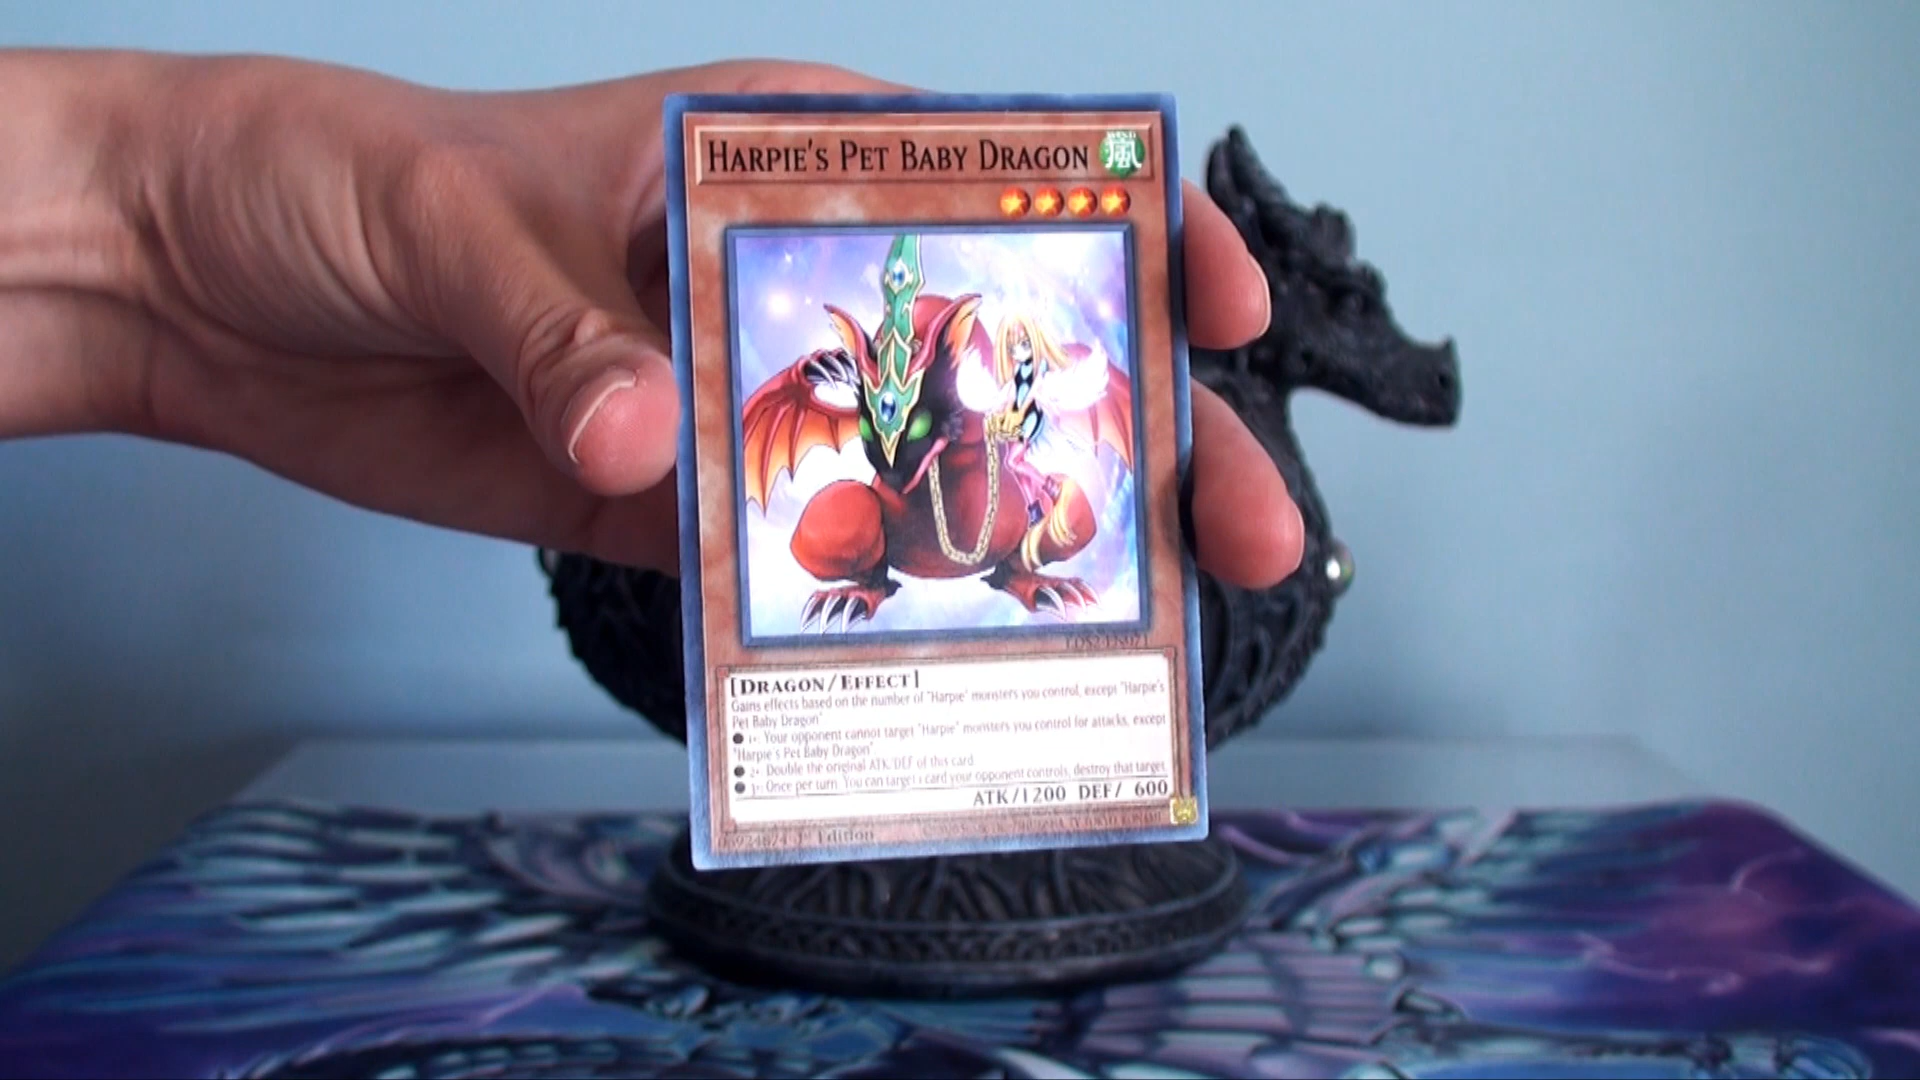 HARPIE'S PET BABY DRAGON
WIND
風
[DRAGON/EFFECT]
Gains effects based on the number of "Harpie" monsters you control, except "Harpie's
Pet Baby Dragon"
● 1+: Your opponent cannot target "Harpie" monsters you control for attacks, except
"Harpie's Pet Baby Dragon".
● 2+: Double the original ATK/DEF of this card.
● 3+: Once per turn: You can target 1 card your opponent controls, destroy that target.
ATK/1200 DEF/ 600
1st Edition